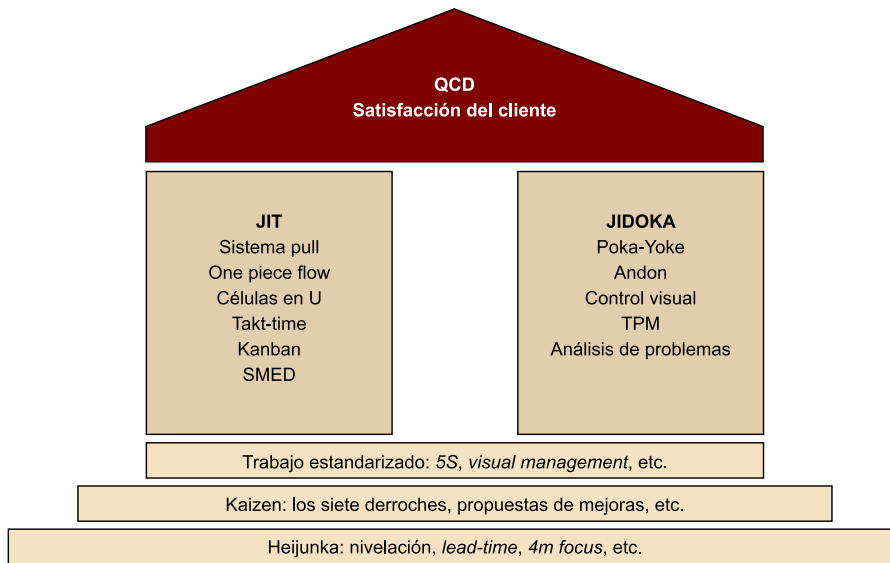 QCD
Satisfacción del cliente
JIT
Sistema pull
One piece flow
Células en U
Takt-time
Kanban
SMED
JIDOKA
Poka-Yoke
Andon
Control visual
TPM
Análisis de problemas
Trabajo estandarizado: 5S, visual management, etc.
Kaizen: los siete derroches, propuestas de mejoras, etc.
Heijunka: nivelación, lead-time, 4m focus, etc.